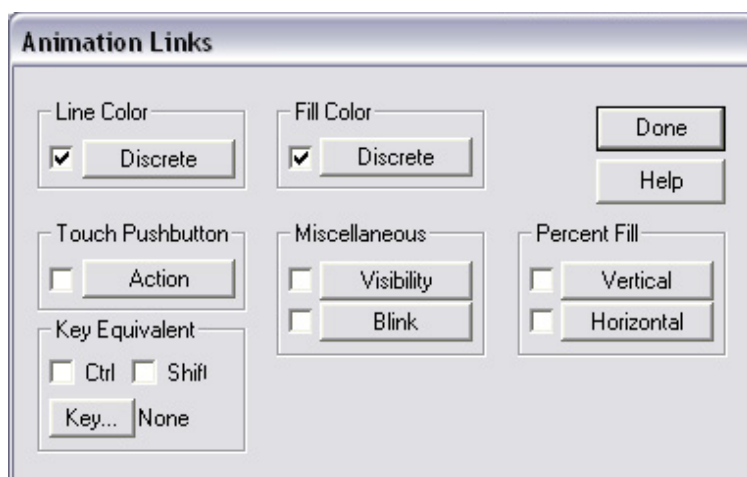 Animation Links
Line Color
Discrete
Fill Color
Discrete
Done
Help
Touch Pushbutton
Action
Miscellaneous
Visibility
Blink
Percent Fill
Vertical
Horizontal
Key Equivalent
Ctrl Shift
Key... None